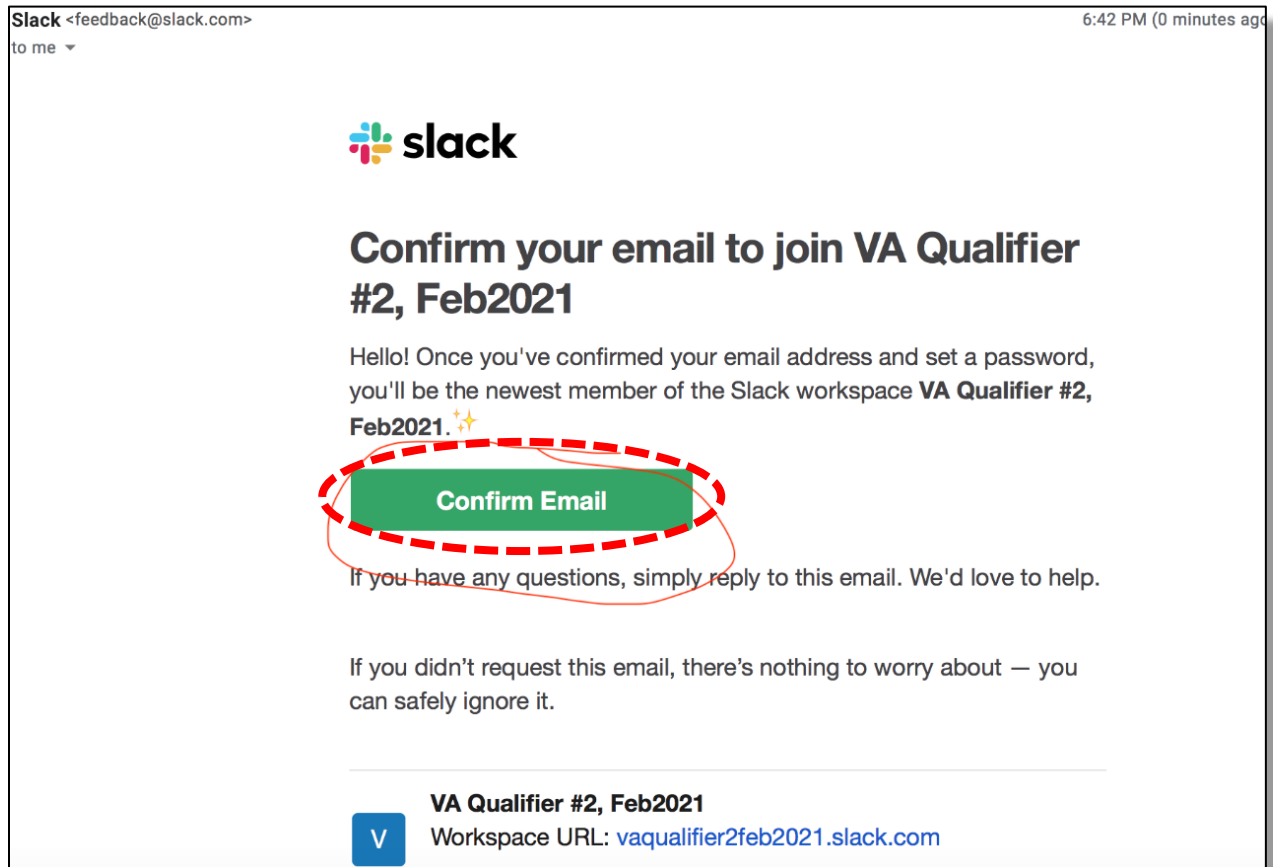 Slack <feedback@slack.com> 6:42 PM (0 minutes ago
to me
slack
Confirm your email to join VA Qualifier
#2, Feb2021
Hello! Once you've confirmed your email address and set a password,
you'll be the newest member of the Slack workspace VA Qualifier #2,
Feb2021.✨
Confirm Email
If you have any questions, simply reply to this email. We'd love to help.
If you didn’t request this email, there’s nothing to worry about — you
can safely ignore it.
VA Qualifier #2, Feb2021
V Workspace URL: vaqualifier2feb2021.slack.com